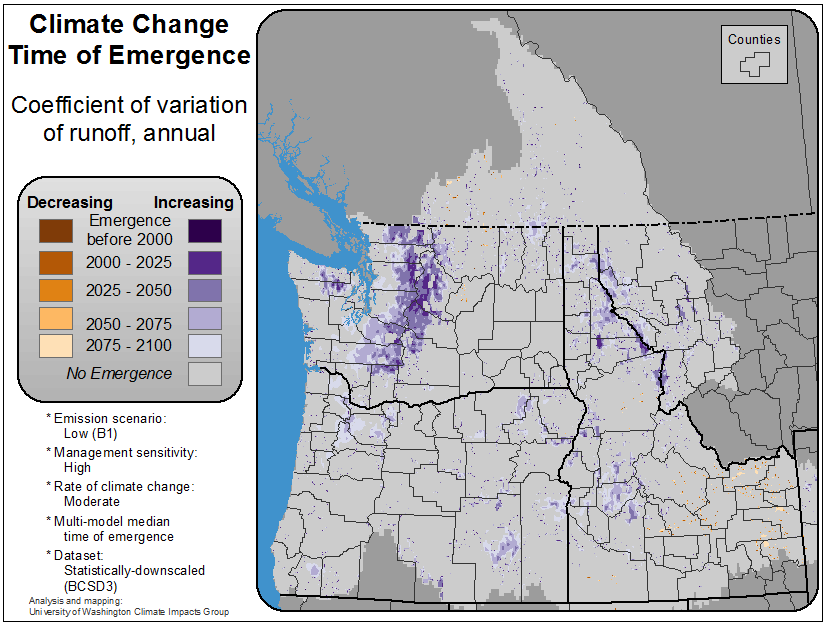 Climate Change
Time of Emergence
Coefficient of variation
of runoff, annual
Decreasing Increasing
Emergence
before 2000
2000 - 2025
2025 - 2050
2050 - 2075
2075 - 2100
No Emergence
* Emission scenario:
Low (B1)
* Management sensitivity:
High
* Rate of climate change:
Moderate
* Multi-model median
time of emergence
* Dataset:
Statistically-downscaled
(BCSD3)
Analysis and mapping:
University of Washington Climate Impacts Group
Counties